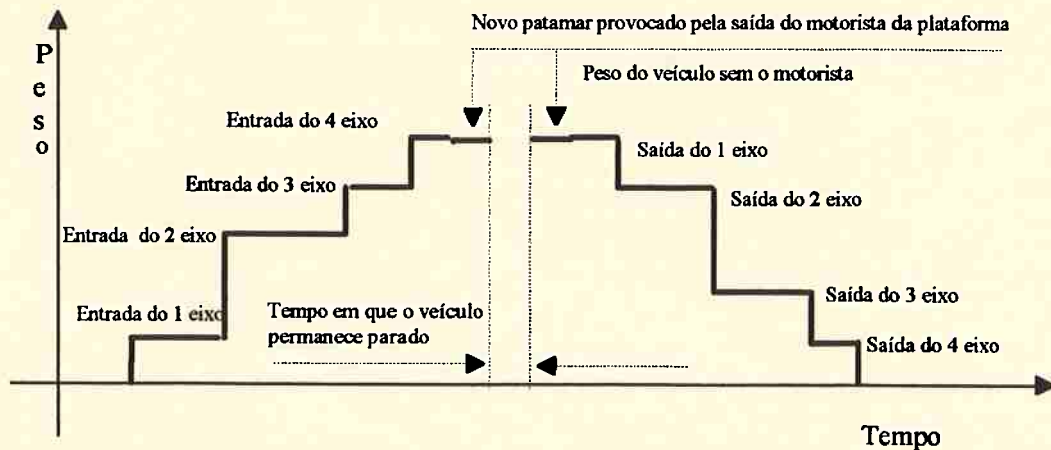 Novo patamar provocado pela saída do motorista da plataforma
Peso
Peso do veículo sem o motorista
Entrada do 4 eixo
Saída do 1 eixo
Entrada do 3 eixo
Saída do 2 eixo
Entrada do 2 eixo
Saída do 3 eixo
Entrada do 1 eixo
Tempo em que o veículo
permanece parado
Saída do 4 eixo
Tempo